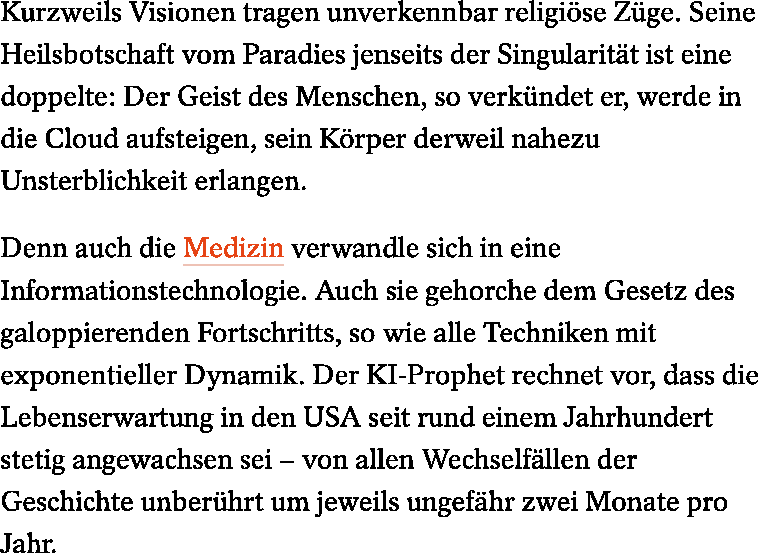 Kurzweils Visionen tragen unverkennbar religiöse Züge. Seine
Heilsbotschaft vom Paradies jenseits der Singularität ist eine
doppelte: Der Geist des Menschen, so verkündet er, werde in
die Cloud aufsteigen, sein Körper derweil nahezu
Unsterblichkeit erlangen.
Denn auch die Medizin verwandle sich in eine
Informationstechnologie. Auch sie gehorche dem Gesetz des
galoppierenden Fortschritts, so wie alle Techniken mit
exponentieller Dynamik. Der KI-Prophet rechnet vor, dass die
Lebenserwartung in den USA seit rund einem Jahrhundert
stetig angewachsen sei – von allen Wechselfällen der
Geschichte unberührt um jeweils ungefähr zwei Monate pro
Jahr.